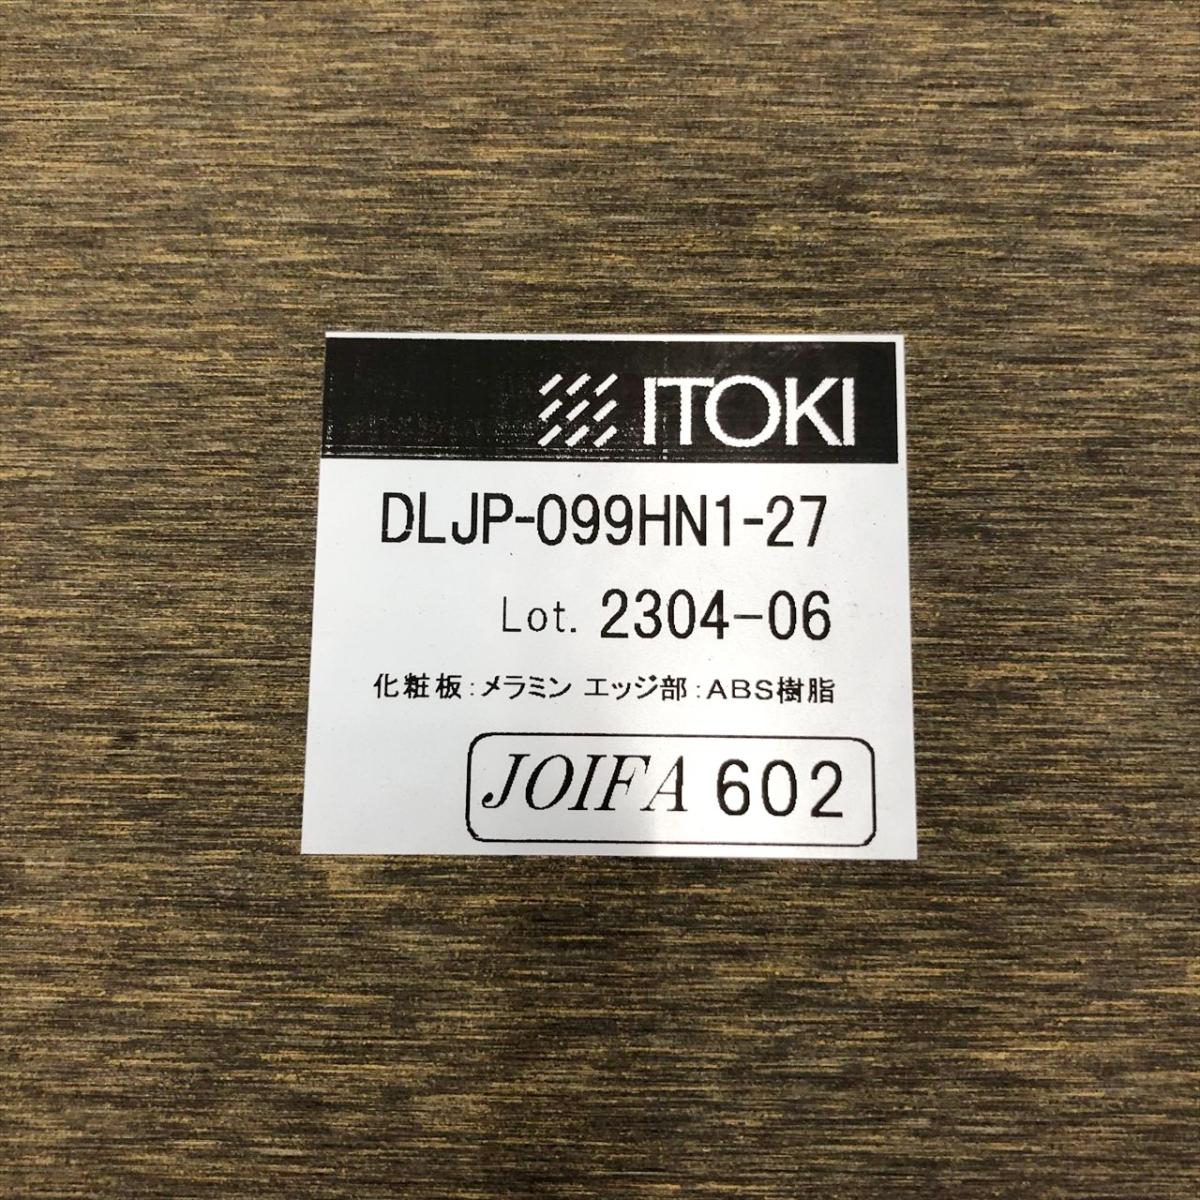 ITOKI
DLJP-099HN1-27
Lot. 2304-06
化粧板:メラミン エッジ部:ABS樹脂
JOIFA 602